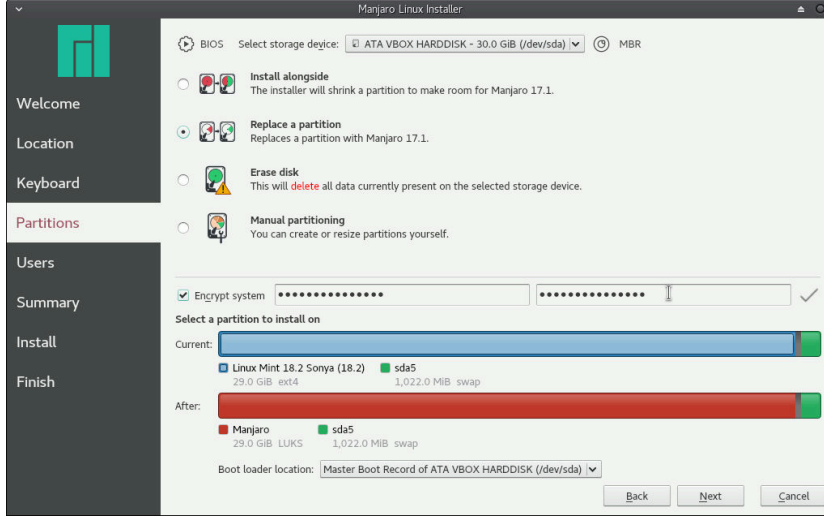 Manjaro Linux Installer
BIOS Select storage device: ATA VBOX HARDDISK - 30.0 GiB (/dev/sda) MBR
Install alongside
The installer will shrink a partition to make room for Manjaro 17.1.
Welcome
Replace a partition
Replaces a partition with Manjaro 17.1.
Location
Erase disk
This will delete all data currently present on the selected storage device.
Keyboard
Manual partitioning
You can create or resize partitions yourself.
Partitions
Users
Encrypt system ••••••••••••••• •••••••••••••••
Summary
Select a partition to install on
Install
Current:
Linux Mint 18.2 Sonya (18.2) sda5
29.0 GiB ext4 1,022.0 MiB swap
Finish
After:
Manjaro sda5
29.0 GiB LUKS 1,022.0 MiB swap
Boot loader location: Master Boot Record of ATA VBOX HARDDISK (/dev/sda)
Back Next Cancel